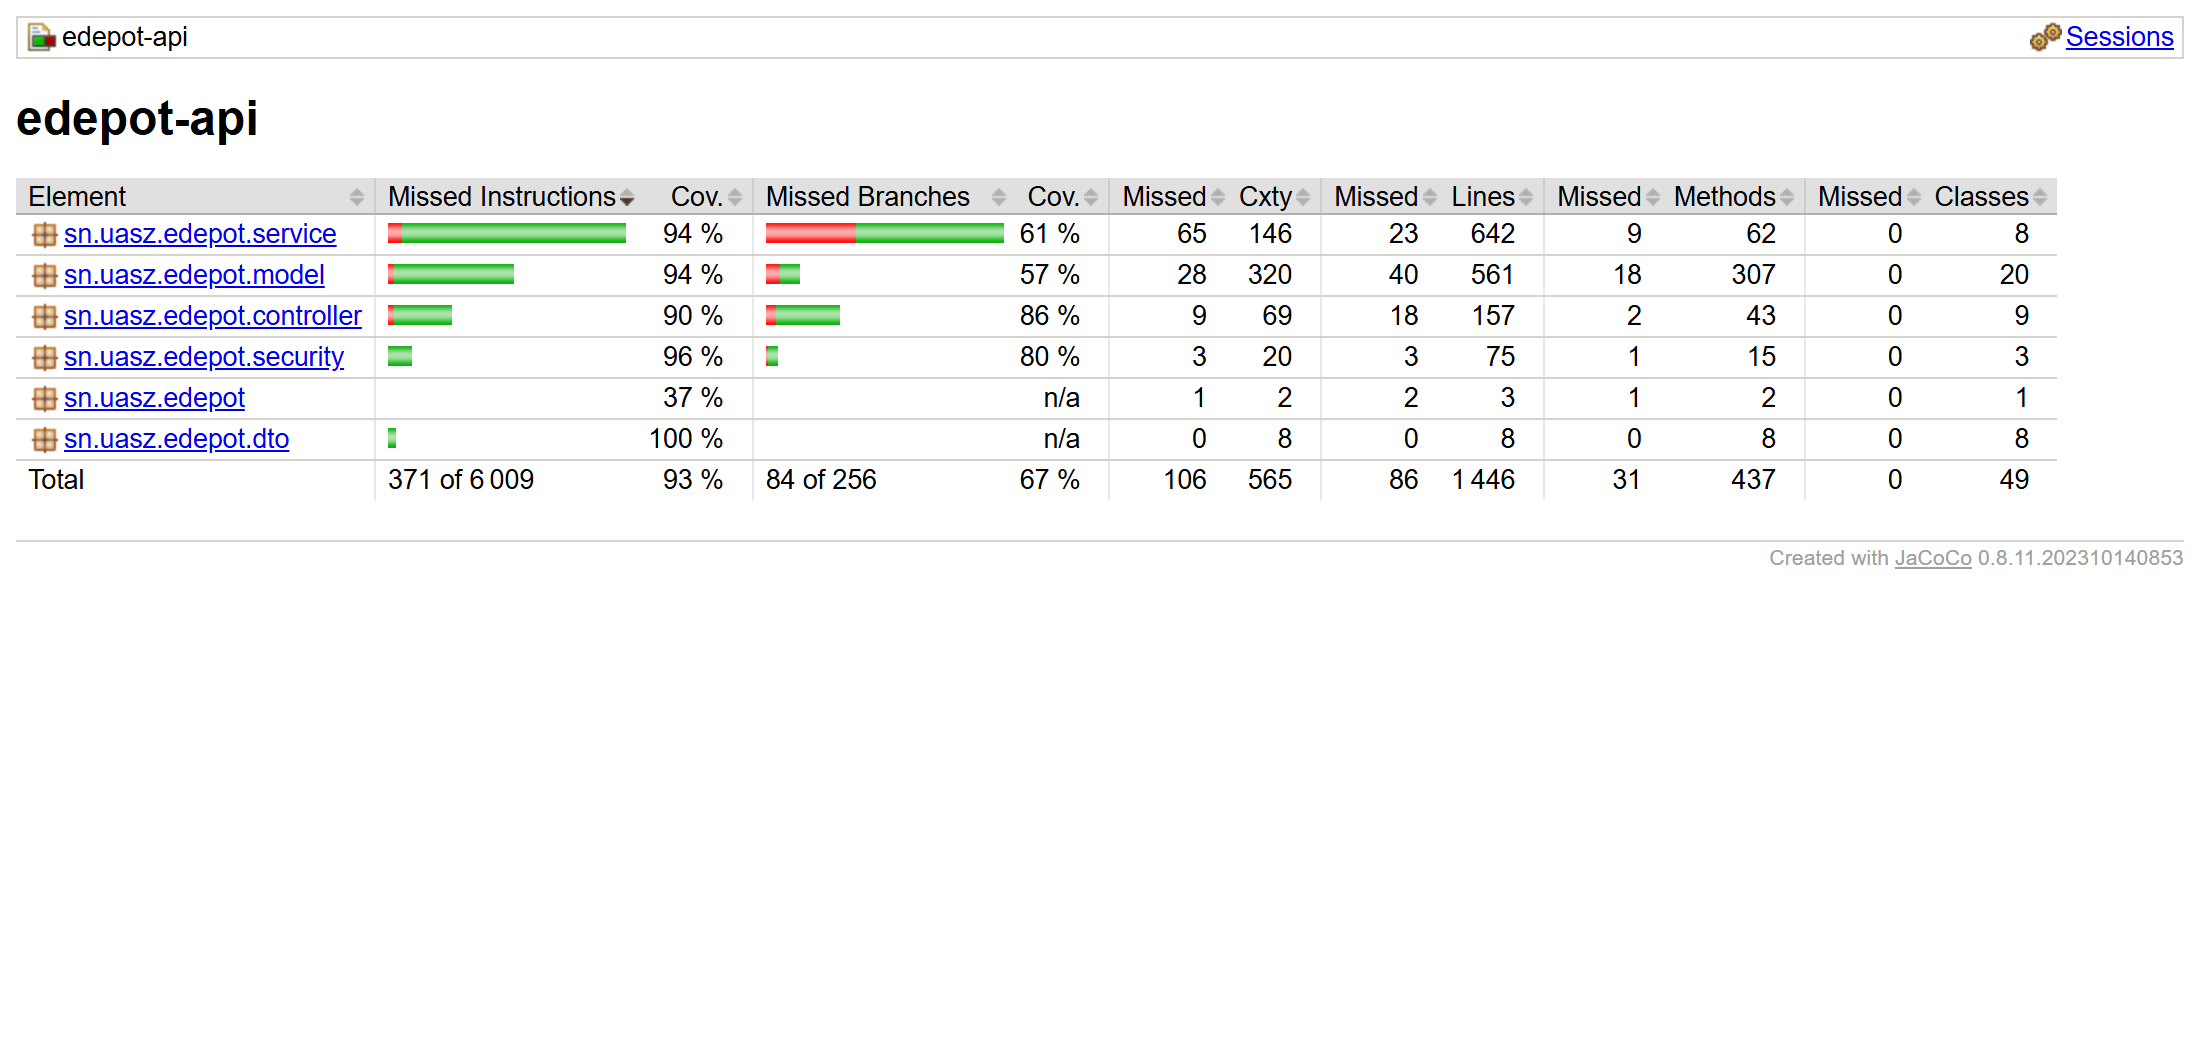 edepot-api Sessions
edepot-api
Element Missed Instructions Cov. Missed Branches Cov. Missed Cxty Missed Lines Missed Methods Missed Classes
sn.uasz.edepot.service 94 % 61 % 65 146 23 642 9 62 0 8
sn.uasz.edepot.model 94 % 57 % 28 320 40 561 18 307 0 20
sn.uasz.edepot.controller 90 % 86 % 9 69 18 157 2 43 0 9
sn.uasz.edepot.security 96 % 80 % 3 20 3 75 1 15 0 3
sn.uasz.edepot 37 % n/a 1 2 2 3 1 2 0 1
sn.uasz.edepot.dto 100 % n/a 0 8 0 8 0 8 0 8
Total 371 of 6 009 93 % 84 of 256 67 % 106 565 86 1 446 31 437 0 49
Created with JaCoCo 0.8.11.202310140853